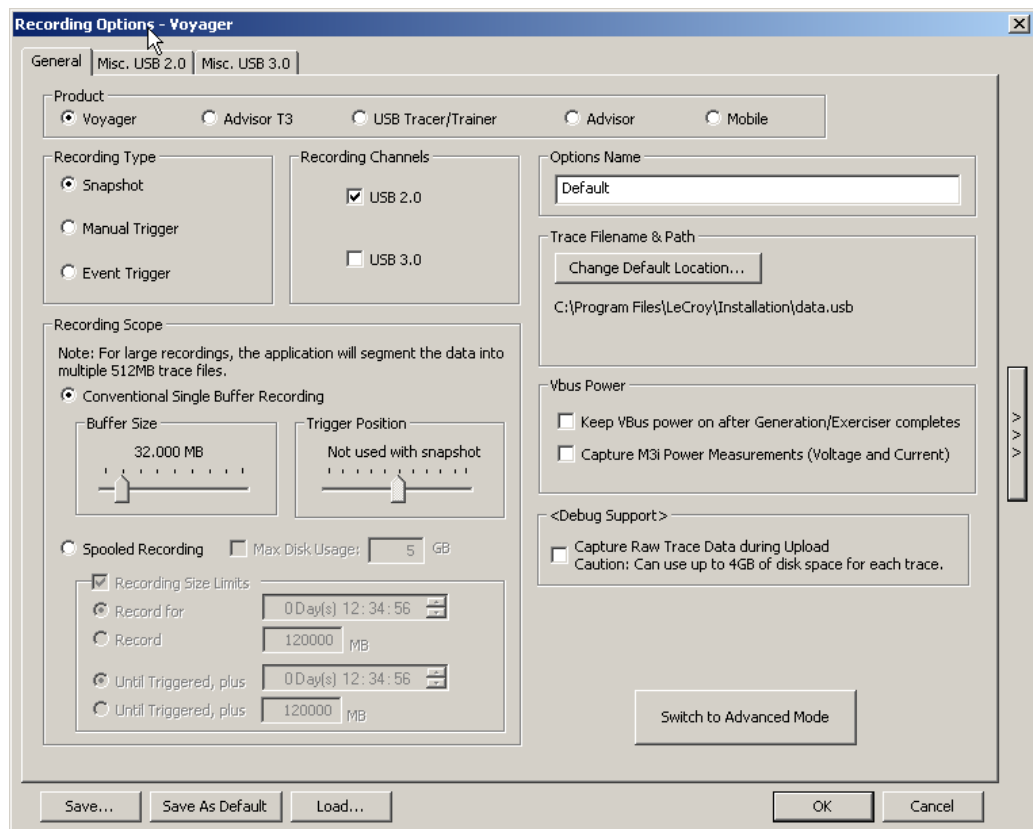 Recording Options - Voyager
General
Misc. USB 2.0
Misc. USB 3.0
Product
Voyager
Advisor T3
USB Tracer/Trainer
Advisor
Mobile
Recording Type
Snapshot
Manual Trigger
Event Trigger
Recording Channels
USB 2.0
USB 3.0
Options Name
Default
Trace Filename & Path
Change Default Location...
C:\Program Files\LeCroy\Installation\data.usb
Recording Scope
Note: For large recordings, the application will segment the data into
multiple 512MB trace files.
Conventional Single Buffer Recording
Buffer Size
32.000 MB
Trigger Position
Not used with snapshot
Spooled Recording
Max Disk Usage: 5 GB
Recording Size Limits
Record for 0 Day(s) 12:34:56
Record 120000 MB
Until Triggered, plus 0 Day(s) 12:34:56
Until Triggered, plus 120000 MB
Vbus Power
Keep VBus power on after Generation/Exerciser completes
Capture M3i Power Measurements (Voltage and Current)
<Debug Support>
Capture Raw Trace Data during Upload
Caution: Can use up to 4GB of disk space for each trace.
Switch to Advanced Mode
>
>
>
Save...
Save As Default
Load...
OK
Cancel